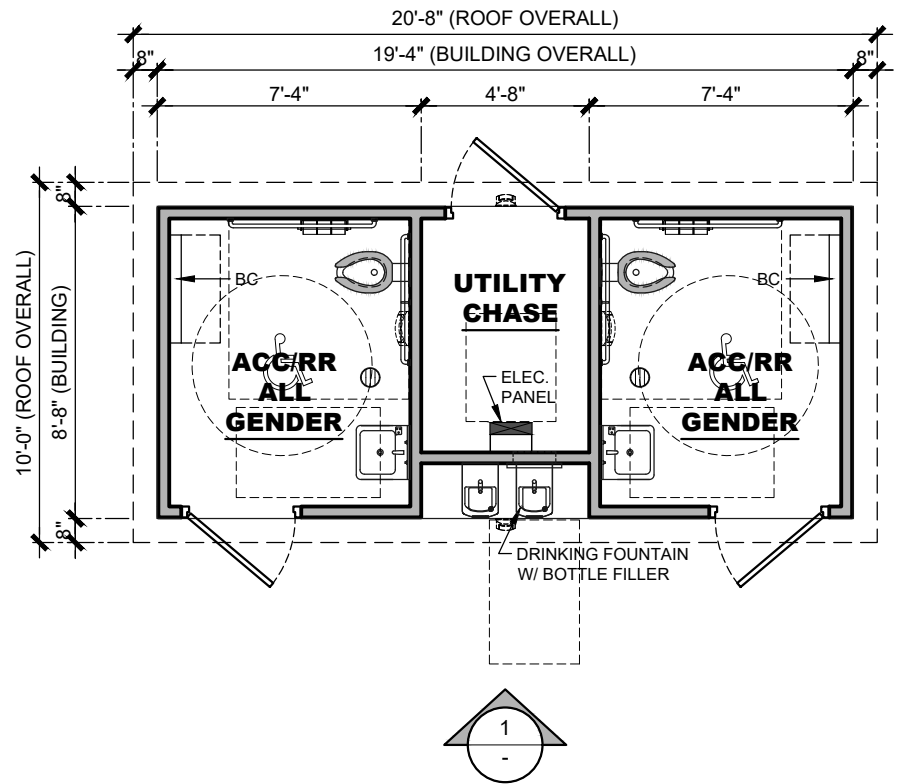 20'-8" (ROOF OVERALL)
8"
19'-4" (BUILDING OVERALL)
8"
7'-4"
4'-8"
7'-4"
10'-0" (ROOF OVERALL)
8'-8" (BUILDING)
8"
8"
BC
UTILITY
CHASE
BC
ACC/RR
ALL
GENDER
ELEC.
PANEL
ACC/RR
ALL
GENDER
DRINKING FOUNTAIN
W/ BOTTLE FILLER
1
-